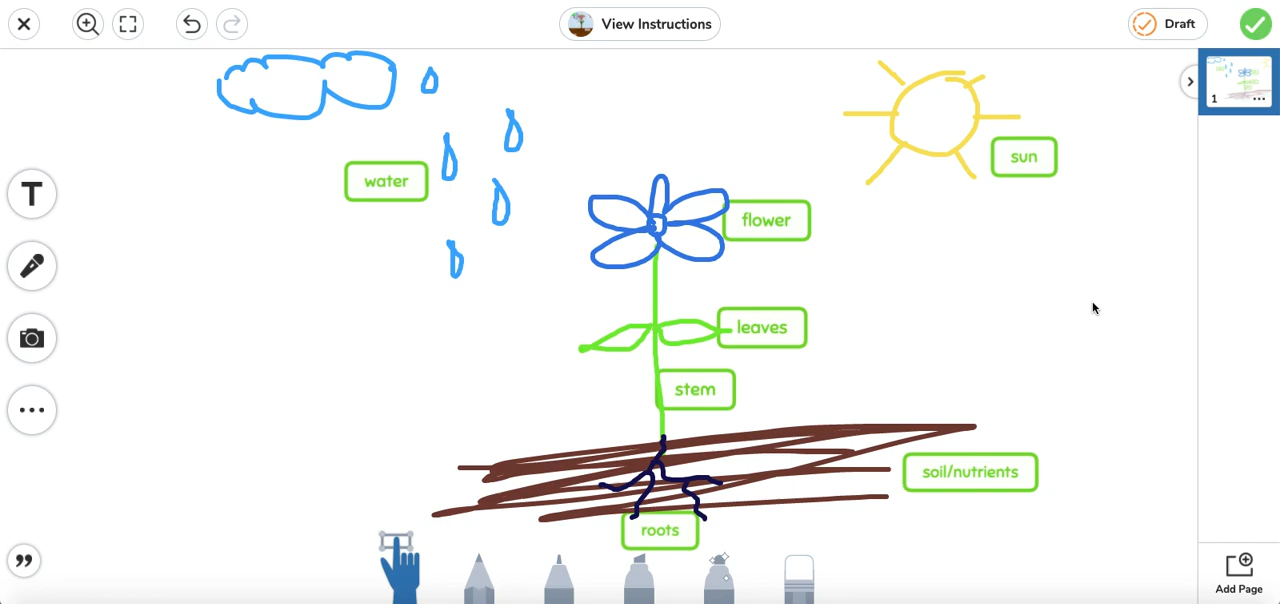 View Instructions
Draft
1
T
water
sun
flower
leaves
stem
soil/nutrients
roots
Add Page